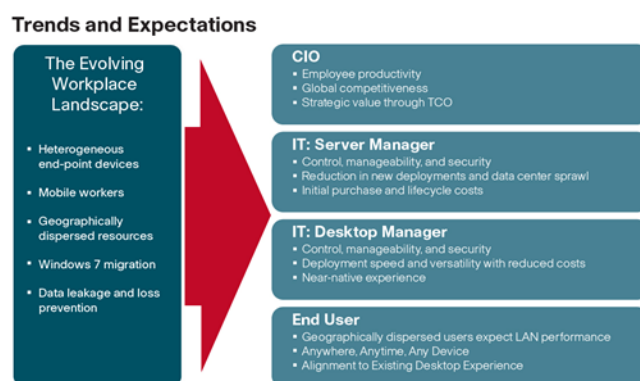 Trends and Expectations
The Evolving
Workplace
Landscape:
▪ Heterogeneous
end-point devices
▪ Mobile workers
▪ Geographically
dispersed resources
▪ Windows 7 migration
▪ Data leakage and loss
prevention
CIO
▪ Employee productivity
▪ Global competitiveness
▪ Strategic value through TCO
IT: Server Manager
▪ Control, manageability, and security
▪ Reduction in new deployments and data center sprawl
▪ Initial purchase and lifecycle costs
IT: Desktop Manager
▪ Control, manageability, and security
▪ Deployment speed and versatility with reduced costs
▪ Near-native experience
End User
▪ Geographically dispersed users expect LAN performance
▪ Anywhere, Anytime, Any Device
▪ Alignment to Existing Desktop Experience